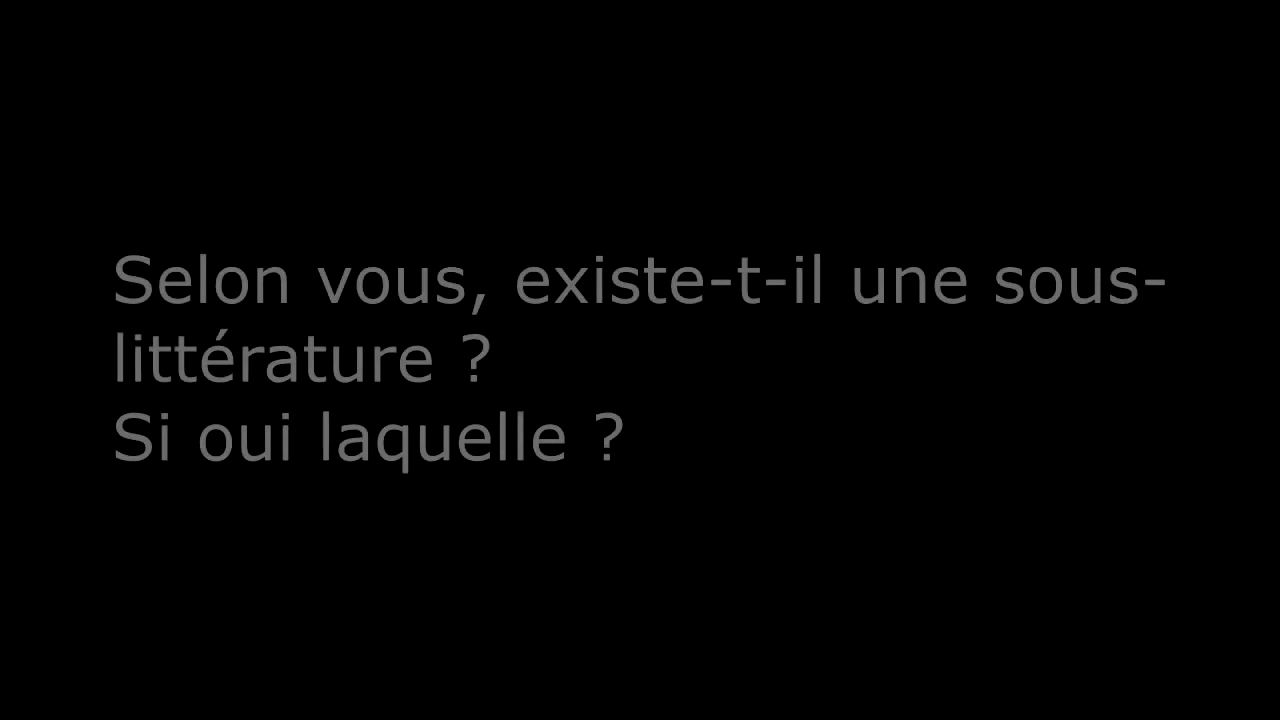 Selon vous, existe-t-il une sous-
littérature ?
Si oui laquelle ?